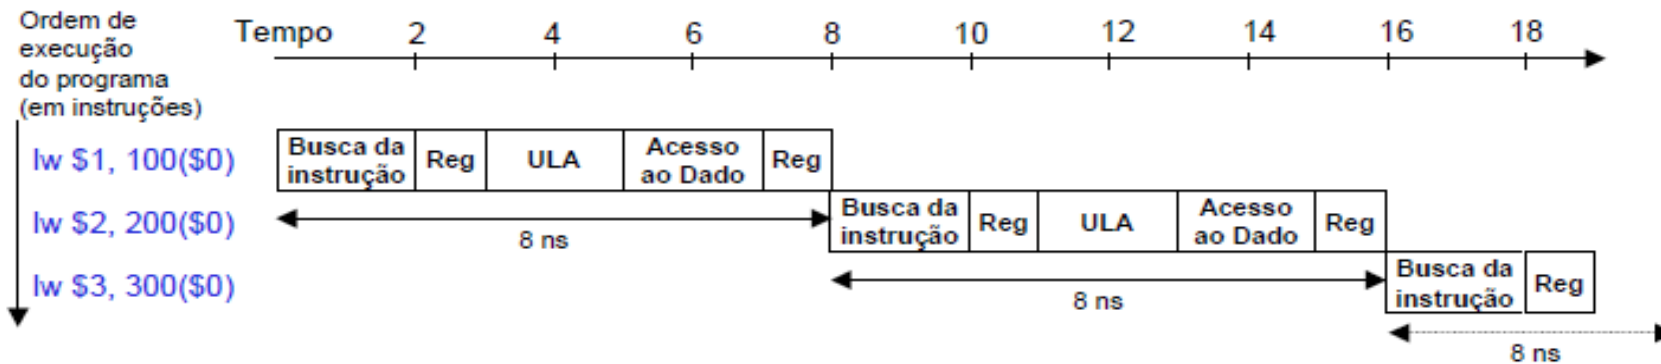 Ordem de
execução
do programa
(em instruções)
Tempo 2 4 6 8 10 12 14 16 18
lw $1, 100($0)
Busca da
instrução
Reg
ULA
Acesso
ao Dado
Reg
8 ns
lw $2, 200($0)
Busca da
instrução
Reg
ULA
Acesso
ao Dado
Reg
8 ns
lw $3, 300($0)
Busca da
instrução
Reg
8 ns